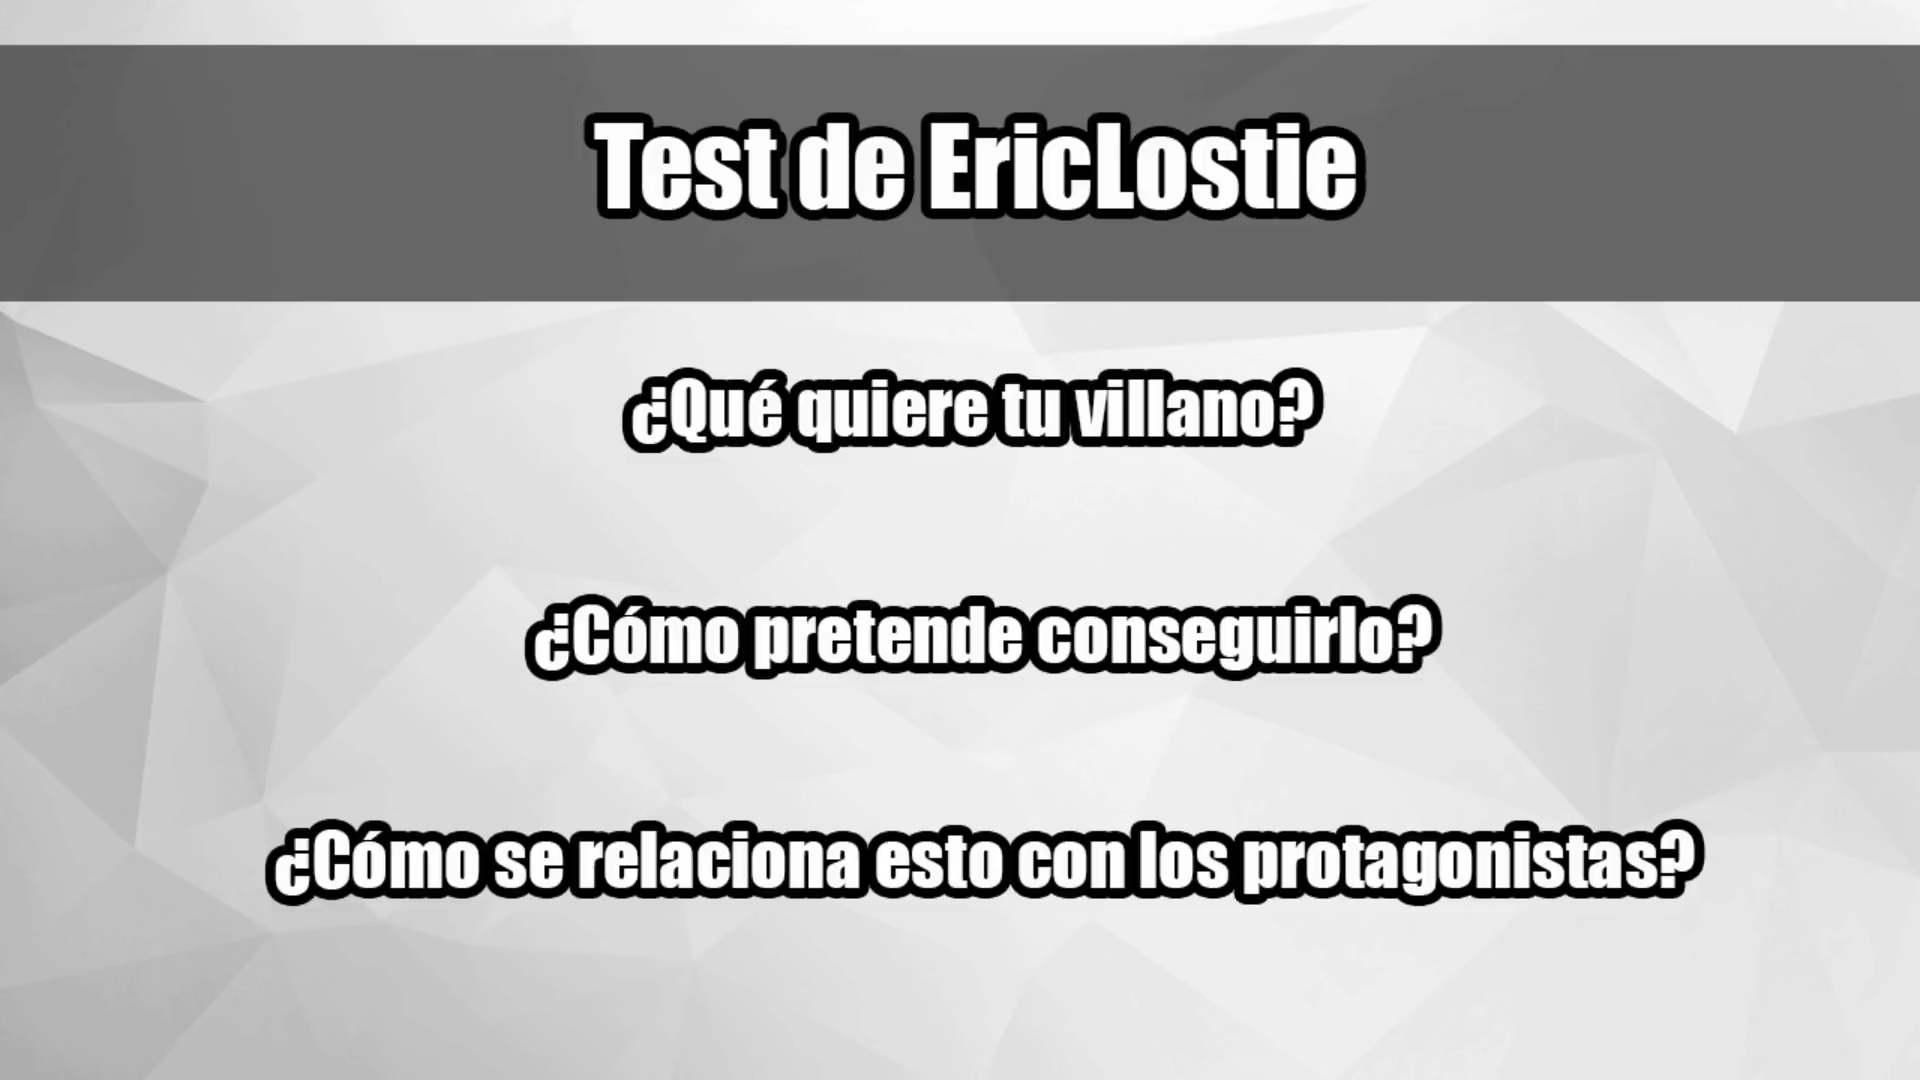 Test de EricLostie
¿Qué quiere tu villano?
¿Cómo pretende conseguirlo?
¿Cómo se relaciona esto con los protagonistas?